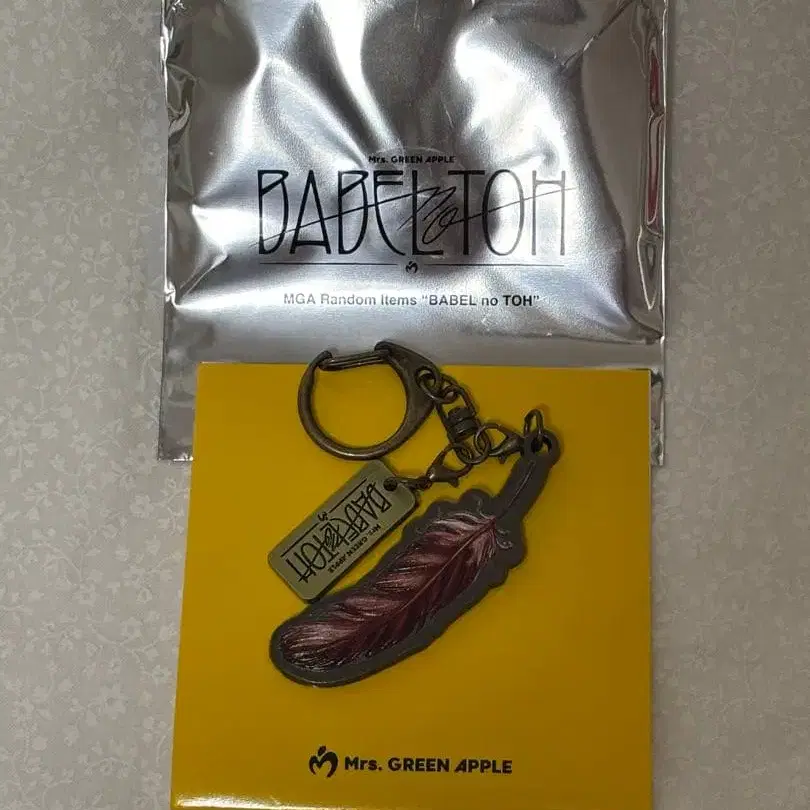 Mrs. GREEN APPLE
BABEL no TOH
MGA Random Items "BABEL no TOH"
Mrs. GREEN APPLE
BABEL no TOH
Mrs. GREEN APPLE